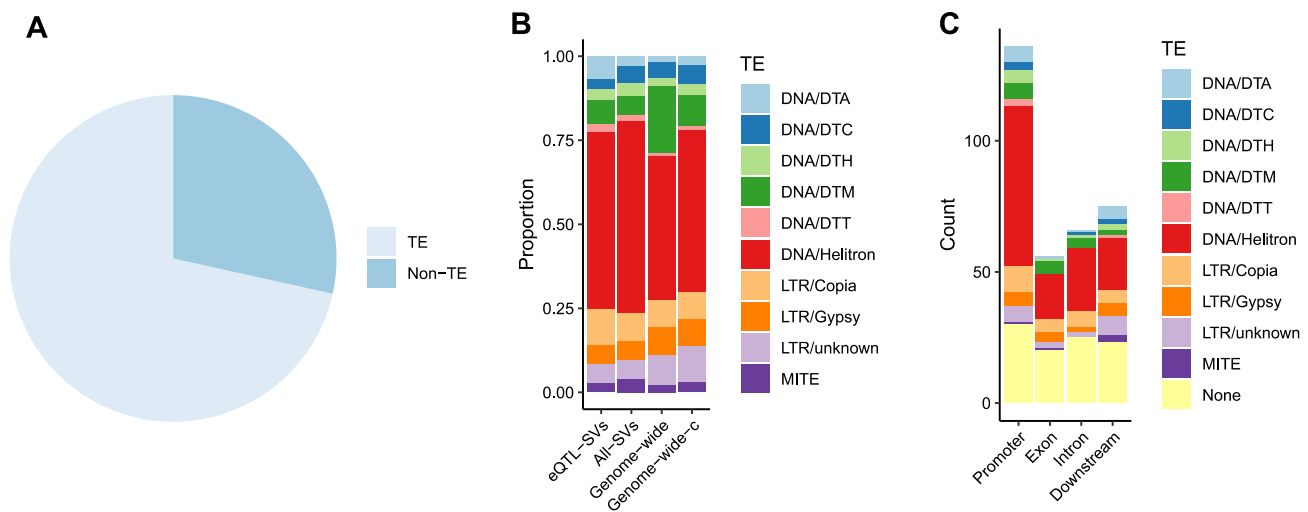 A
TE
Non−TE
B
Proportion
1.00
0.75
0.50
0.25
0.00
eQTL−SVs
All−SVs
Genome−wide
Genome−wide−c
TE
DNA/DTA
DNA/DTC
DNA/DTH
DNA/DTM
DNA/DTT
DNA/Helitron
LTR/Copia
LTR/Gypsy
LTR/unknown
MITE
C
Count
100
50
0
Promoter
Exon
Intron
Downstream
TE
DNA/DTA
DNA/DTC
DNA/DTH
DNA/DTM
DNA/DTT
DNA/Helitron
LTR/Copia
LTR/Gypsy
LTR/unknown
MITE
None